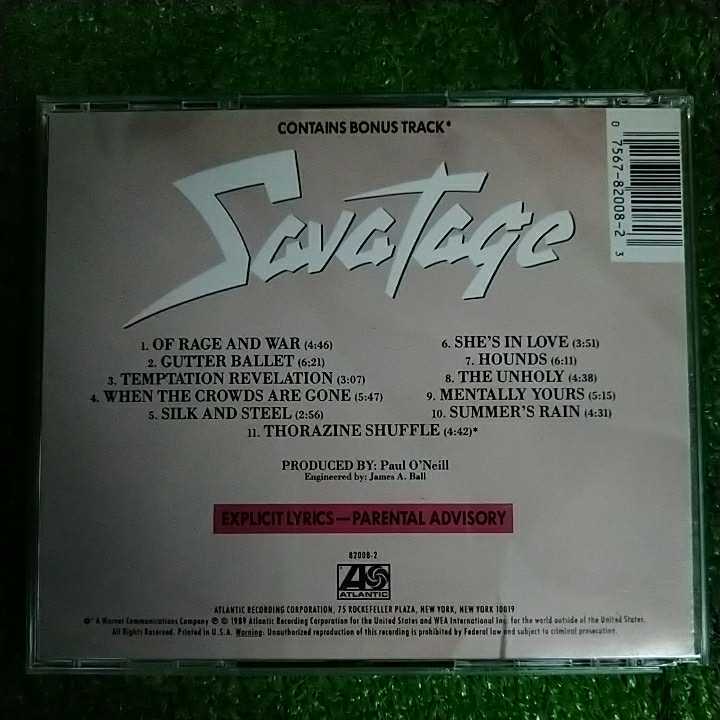 CONTAINS BONUS TRACK*
0 7567-82008-2 3
Savatage
1. OF RAGE AND WAR (4:46)
2. GUTTER BALLET (6:21)
3. TEMPTATION REVELATION (3:07)
4. WHEN THE CROWDS ARE GONE (5:47)
5. SILK AND STEEL (2:56)
6. SHE'S IN LOVE (3:51)
7. HOUNDS (6:11)
8. THE UNHOLY (4:38)
9. MENTALLY YOURS (5:15)
10. SUMMER'S RAIN (4:31)
11. THORAZINE SHUFFLE (4:42)*
PRODUCED BY: Paul O'Neill
Engineered by: James A. Ball
EXPLICIT LYRICS—PARENTAL ADVISORY
82008-2
ATLANTIC
ATLANTIC RECORDING CORPORATION, 75 ROCKEFELLER PLAZA, NEW YORK, NEW YORK 10019
A Warner Communications Company ℗ © 1989 Atlantic Recording Corporation for the United States and WEA International Inc. for the world outside of the United States.
All Rights Reserved. Printed in U.S.A. Warning: Unauthorized reproduction of this recording is prohibited by Federal law and subject to criminal prosecution.